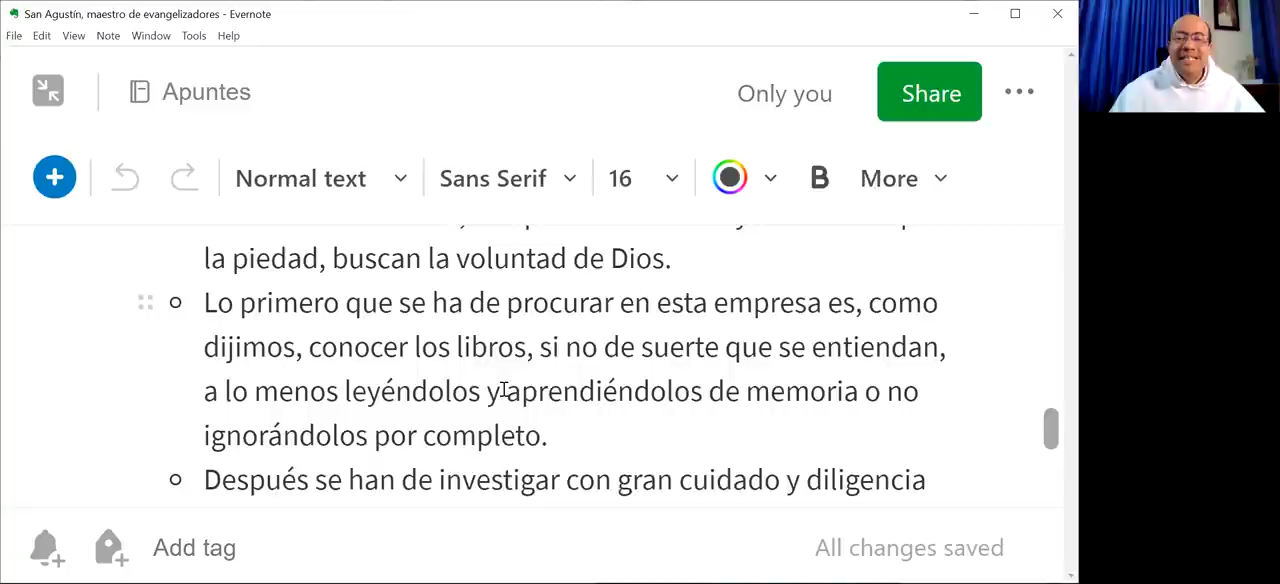 San Agustín, maestro de evangelizadores - Evernote
File Edit View Note Window Tools Help
Apuntes
Only you
Share
Normal text
Sans Serif
16
B
More
la piedad, buscan la voluntad de Dios.
Lo primero que se ha de procurar en esta empresa es, como
dijimos, conocer los libros, si no de suerte que se entiendan,
a lo menos leyéndolos y aprendiéndolos de memoria o no
ignorándolos por completo.
Después se han de investigar con gran cuidado y diligencia
Add tag
All changes saved